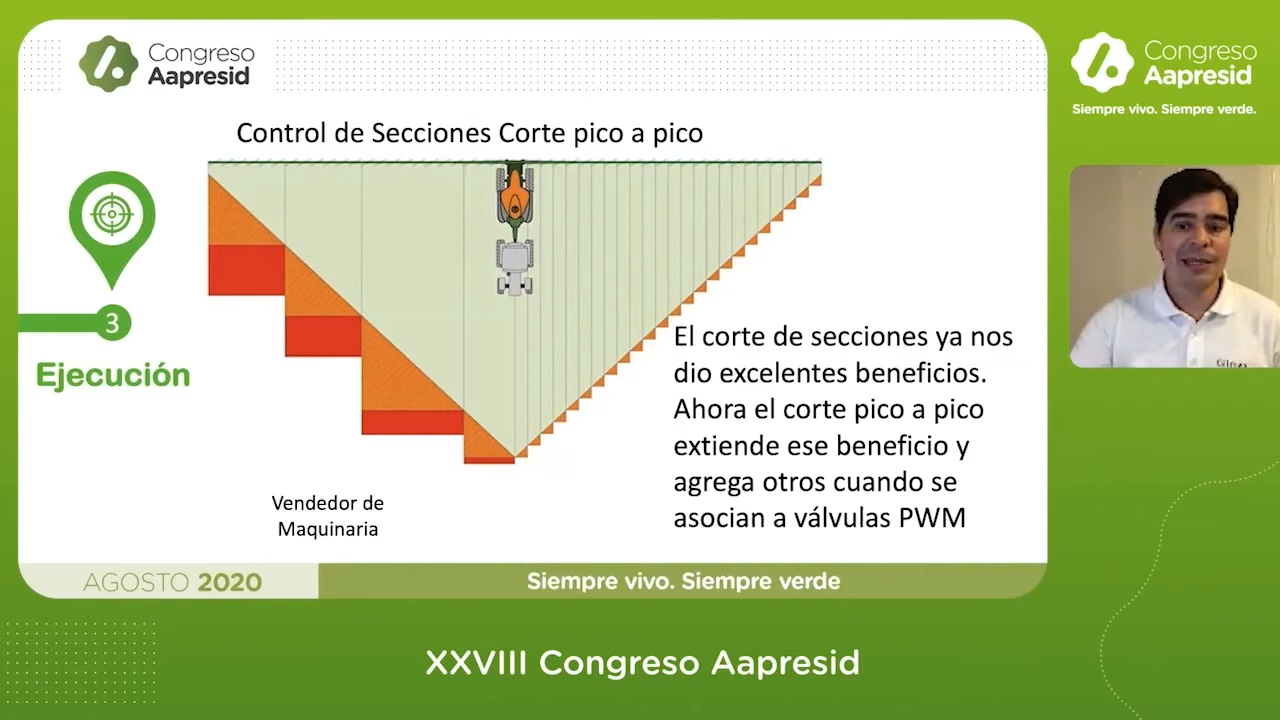 Congreso
Aapresid
Control de Secciones Corte pico a pico
3
Ejecución
El corte de secciones ya nos
dio excelentes beneficios.
Ahora el corte pico a pico
extiende ese beneficio y
agrega otros cuando se
asocian a válvulas PWM
Vendedor de
Maquinaria
AGOSTO 2020
Siempre vivo. Siempre verde
Congreso
Aapresid
Siempre vivo. Siempre verde.
XXVIII Congreso Aapresid